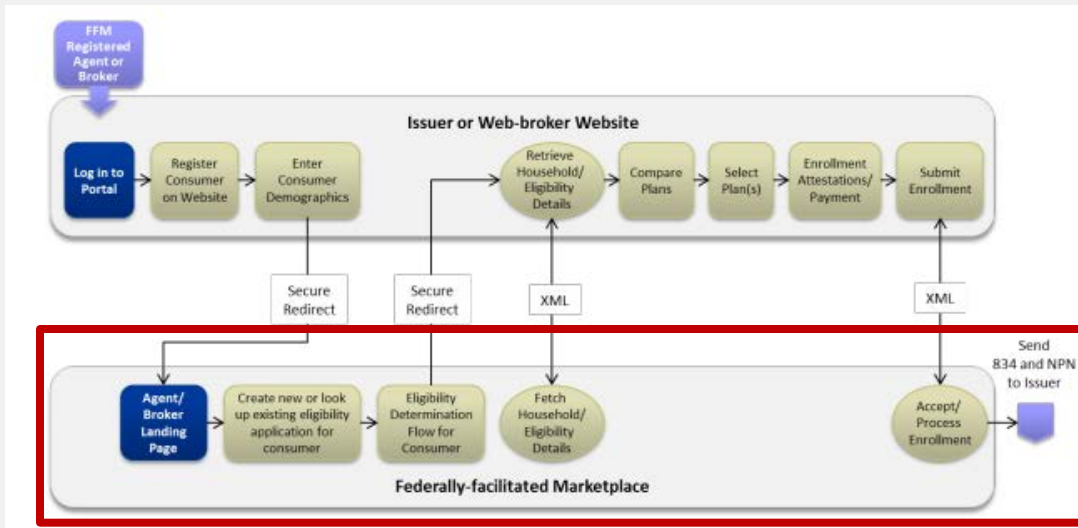 FFM
Registered
Agent or
Broker
Issuer or Web-broker Website
Log in to
Portal
Register
Consumer
on Website
Enter
Consumer
Demographics
Retrieve
Household/
Eligibility
Details
Compare
Plans
Select
Plan(s)
Enrollment
Attestations/
Payment
Submit
Enrollment
Secure
Redirect
Secure
Redirect
XML
XML
Agent/
Broker
Landing
Page
Create new or look
up existing eligibility
application for
consumer
Eligibility
Determination
Flow for
Consumer
Fetch
Household/
Eligibility
Details
Accept/
Process
Enrollment
Send
834 and NPN
to Issuer
Federally-facilitated Marketplace